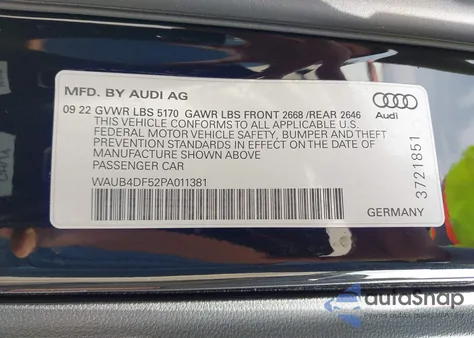 MFD. BY AUDI AG
09 22 GVWR LBS 5170 GAWR LBS FRONT 2668 /REAR 2646
THIS VEHICLE CONFORMS TO ALL APPLICABLE U.S.
FEDERAL MOTOR VEHICLE SAFETY, BUMPER AND THEFT
PREVENTION STANDARDS IN EFFECT ON THE DATE OF
MANUFACTURE SHOWN ABOVE.
PASSENGER CAR
WAUB4DF52PA011381
Audi
3721851
GERMANY
autoSnap